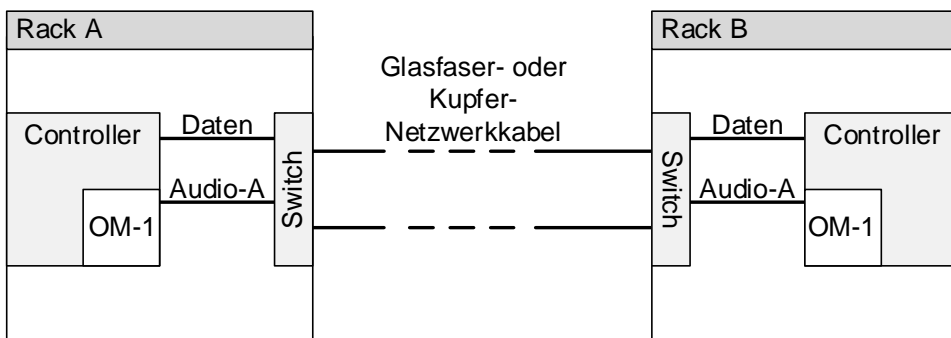 Rack A
Rack B
Glasfaser- oder
Kupfer-
Netzwerkkabel
Controller
Daten
Switch
Audio-A
OM-1
Switch
Daten
Controller
Audio-A
OM-1